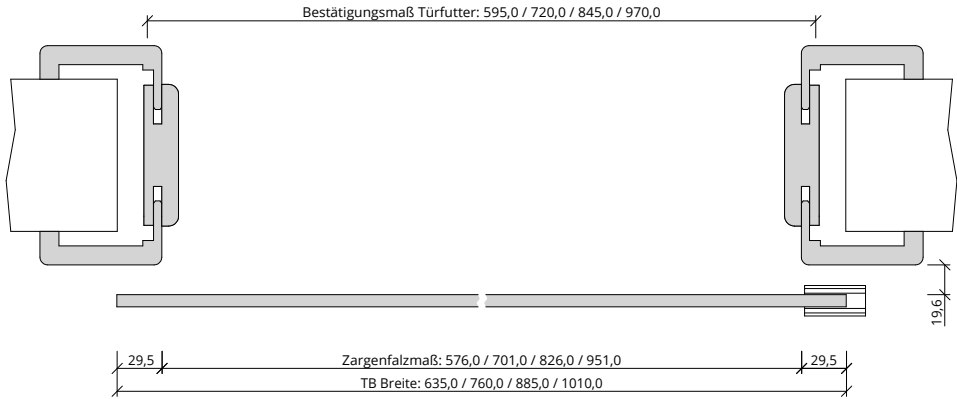 Bestätigungsmaß Türfutter: 595,0 / 720,0 / 845,0 / 970,0
19,6
29,5
Zargenfalzmaß: 576,0 / 701,0 / 826,0 / 951,0
29,5
TB Breite: 635,0 / 760,0 / 885,0 / 1010,0